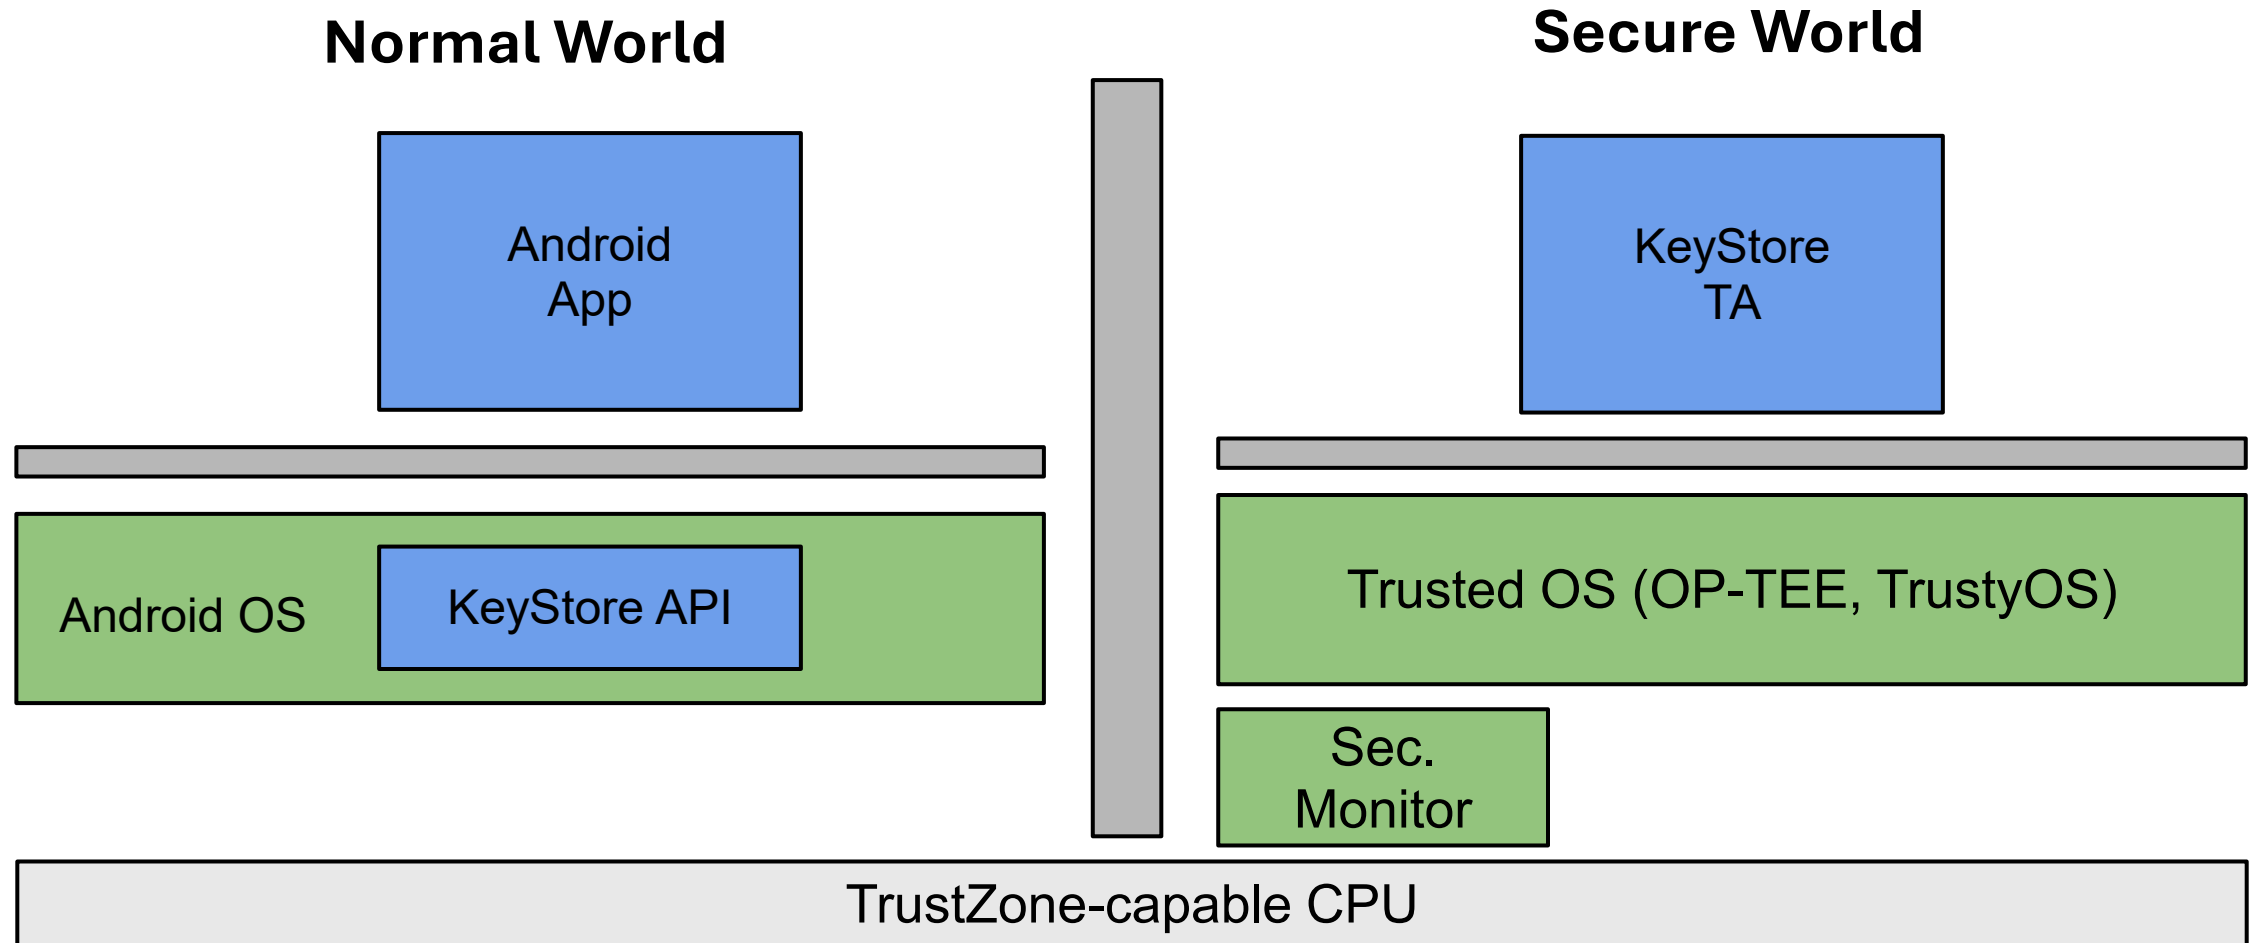 Normal World
Secure World
Android
App
KeyStore
TA
Android OS
KeyStore API
Trusted OS (OP-TEE, TrustyOS)
Sec.
Monitor
TrustZone-capable CPU